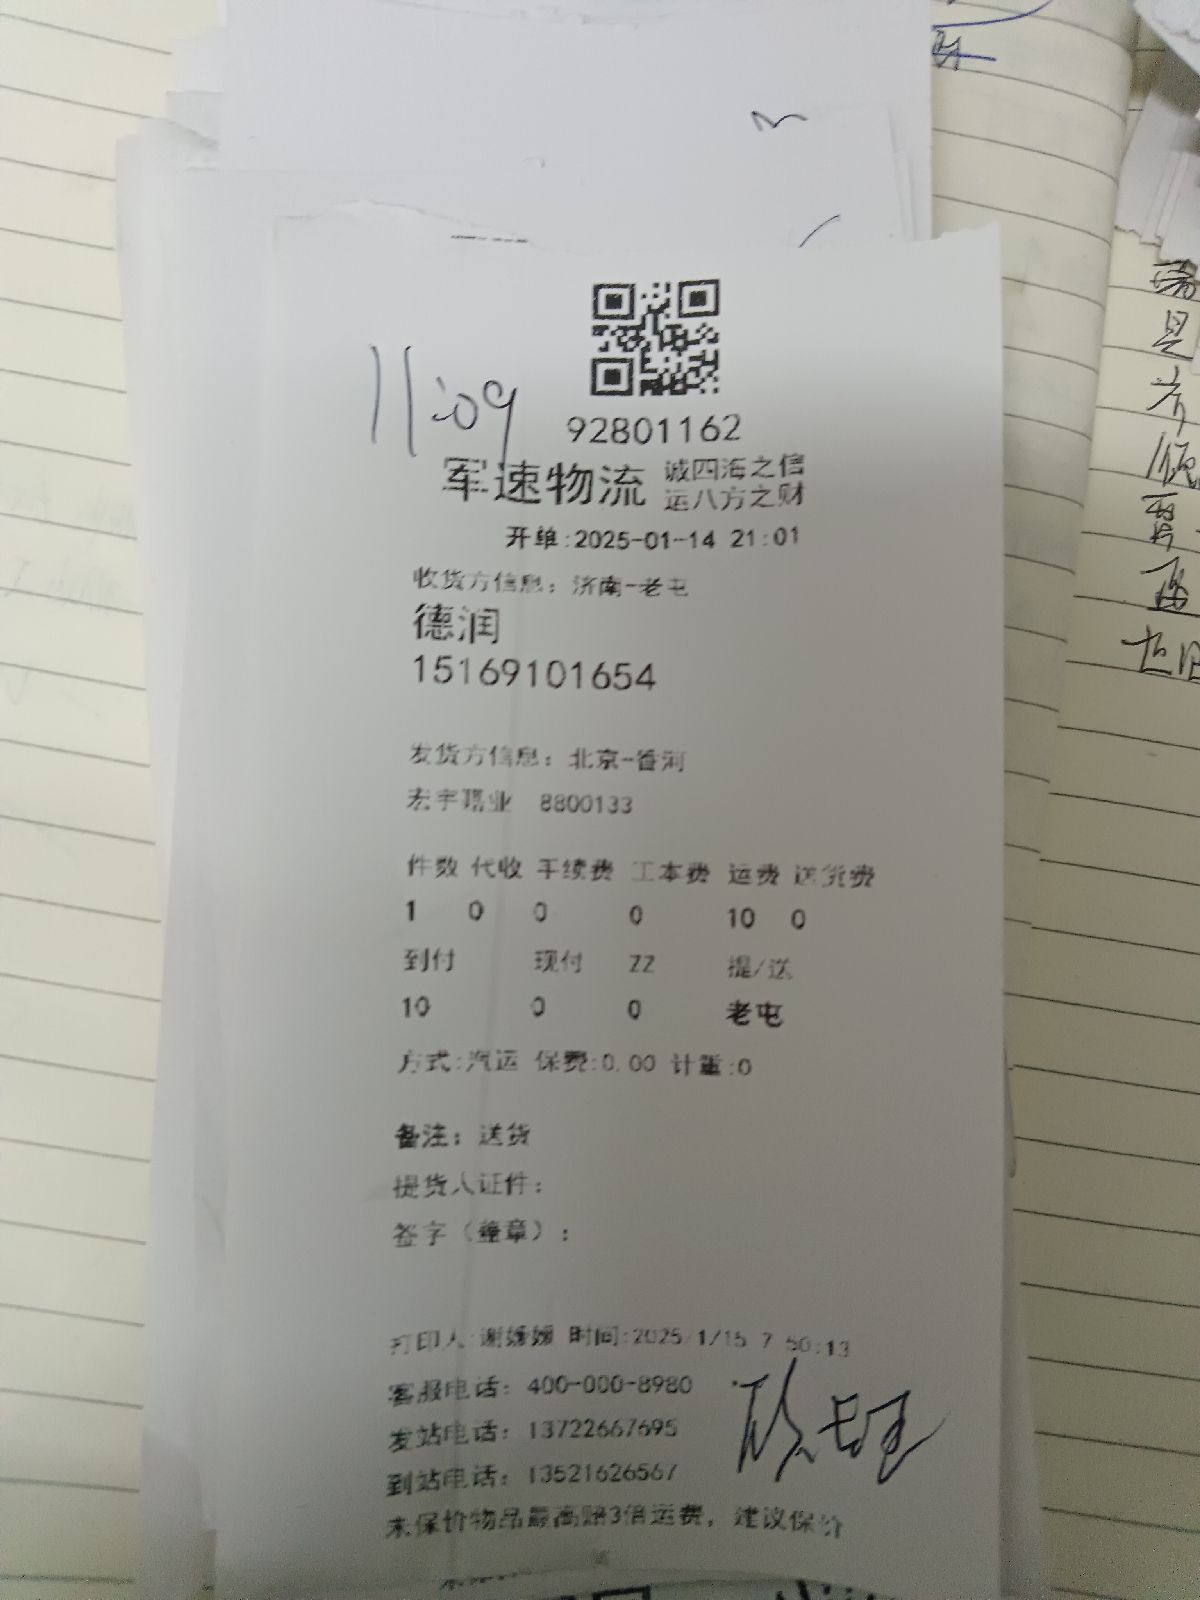 11:09
92801162
军速物流 诚四海之信
运八方之财
开单:2025-01-14 21:01
收货方信息：济南-老屯
德润
15169101654
发货方信息：北京-香河
宏宇 业 8800133
件数 代收 手续费 工本费 运费 送货费
1 0 0 0 10 0
到付 现付 ZZ 提/送
10 0 0 老屯
方式:汽运 保费:0.00 计重:0
备注：送货
提货人证件：
签字（盖章）：
打印人:谢媛媛 时间:2025/1/15 7:50:13
客服电话：400-000-8980
发站电话：13722667695
到站电话：13521626567
未保价物品最高赔3倍运费，建议保价